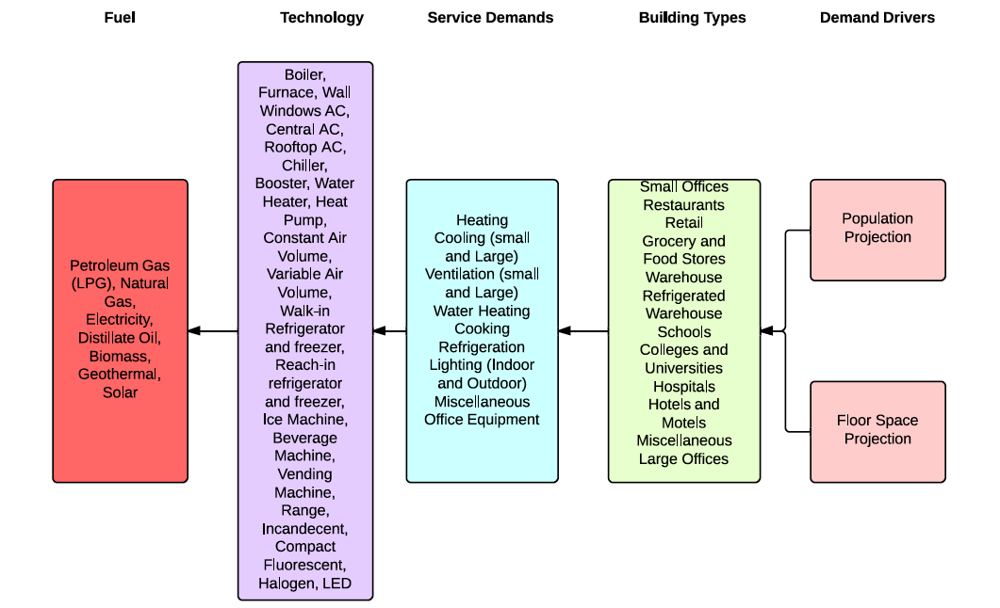 Fuel
Technology
Service Demands
Building Types
Demand Drivers
Petroleum Gas
(LPG), Natural
Gas,
Electricity,
Distillate Oil,
Biomass,
Geothermal,
Solar
Boiler,
Furnace, Wall
Windows AC,
Central AC,
Rooftop AC,
Chiller,
Booster, Water
Heater, Heat
Pump,
Constant Air
Volume,
Variable Air
Volume,
Walk-in
Refrigerator
and freezer,
Reach-in
refrigerator
and freezer,
Ice Machine,
Beverage
Machine,
Vending
Machine,
Range,
Incandecent,
Compact
Fluorescent,
Halogen, LED
Heating
Cooling (small
and Large)
Ventilation (small
and Large)
Water Heating
Cooking
Refrigeration
Lighting (Indoor
and Outdoor)
Miscellaneous
Office Equipment
Small Offices
Restaurants
Retail
Grocery and
Food Stores
Warehouse
Refrigerated
Warehouse
Schools
Colleges and
Universities
Hospitals
Hotels and
Motels
Miscellaneous
Large Offices
Population
Projection
Floor Space
Projection